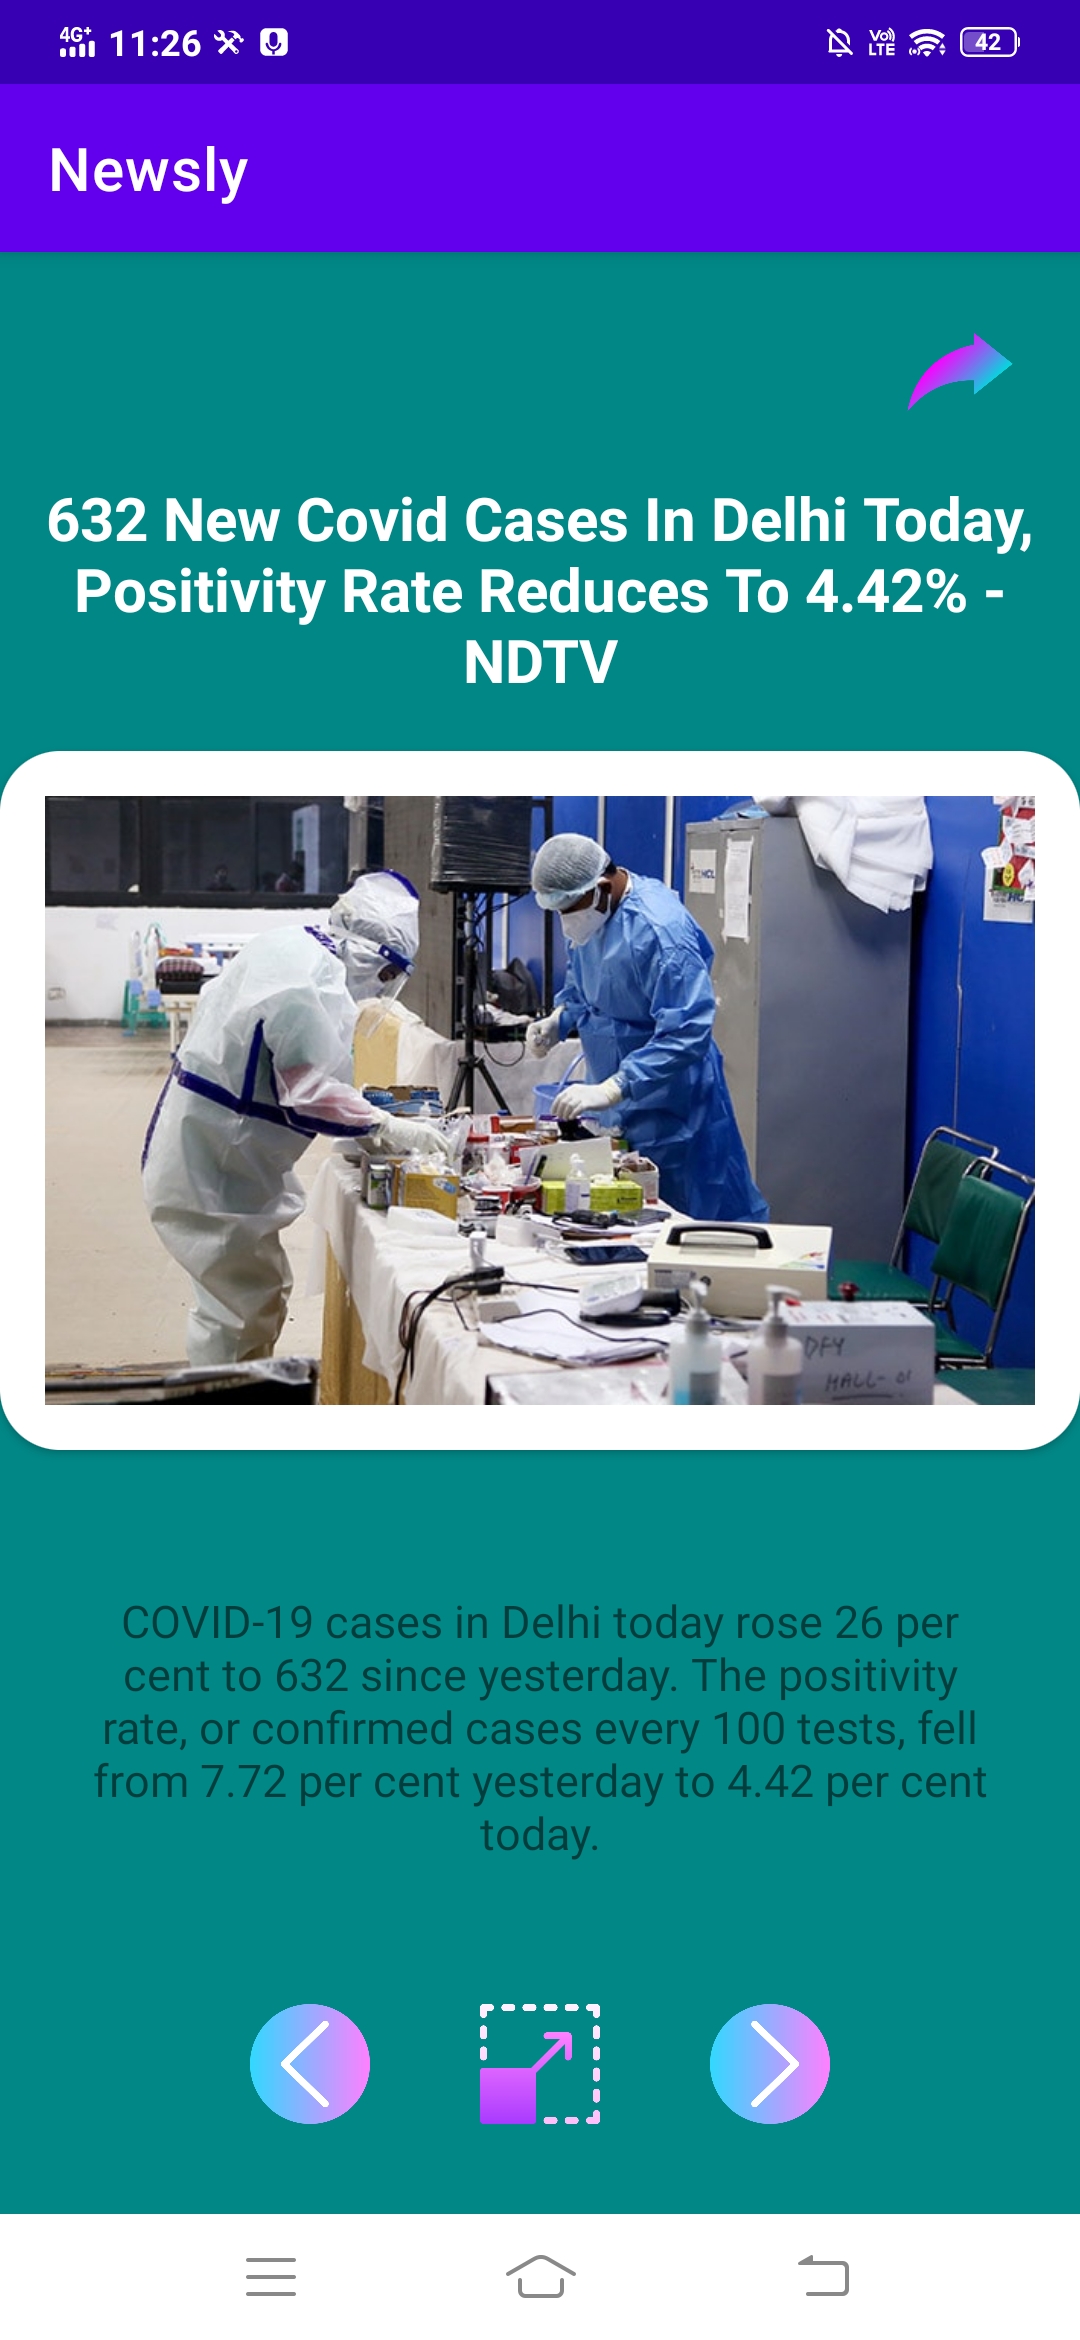 4G+ 11:26 Vo) LTE 42
Newsly
632 New Covid Cases In Delhi Today,
Positivity Rate Reduces To 4.42% -
NDTV
HCL
DFY
HALL- 01
COVID-19 cases in Delhi today rose 26 per
cent to 632 since yesterday. The positivity
rate, or confirmed cases every 100 tests, fell
from 7.72 per cent yesterday to 4.42 per cent
today.